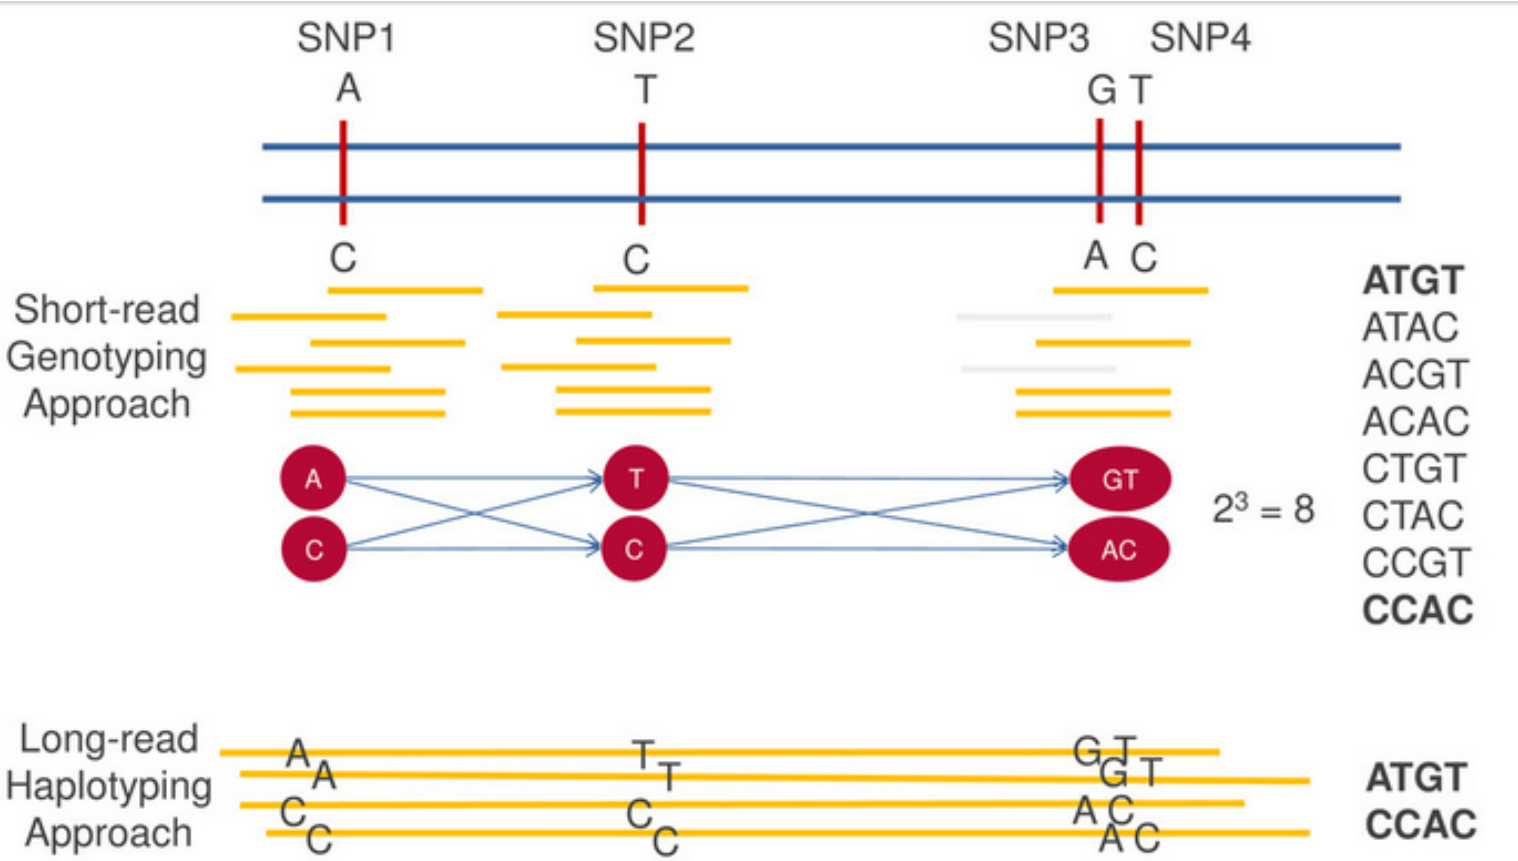 SNP1 SNP2 SNP3 SNP4
A T G T
C C A C
Short-read
Genotyping
Approach
A T GT
C C AC
2³ = 8
ATGT
ATAC
ACGT
ACAC
CTGT
CTAC
CCGT
CCAC
Long-read
Haplotyping
Approach
A T G T
A T G T
C C A C
C C A C
ATGT
CCAC